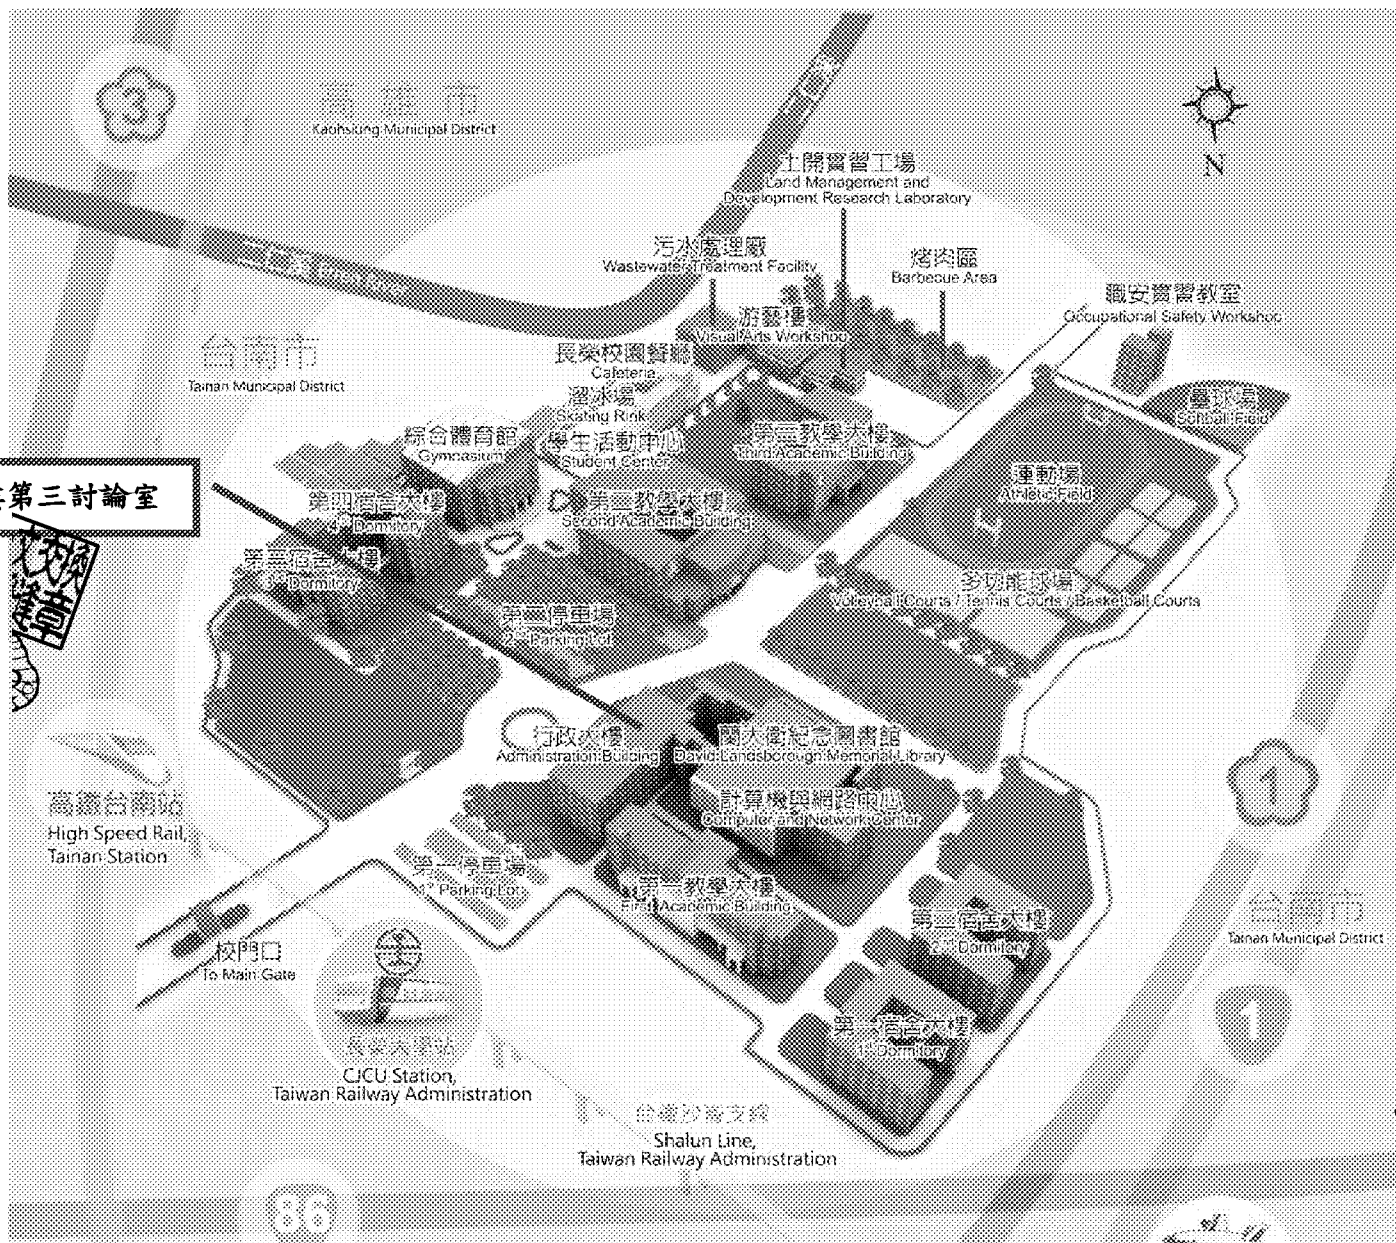 3
高雄市
Kaohsiung Municipal District
N
土開實習工場
Land Management and
Development Research Laboratory
污水處理廠
Wastewater Treatment Facility
烤肉區
Barbecue Area
職安實習教室
Occupational Safety Workshop
游藝樓
Visual Arts Workshop
台南市
Tainan Municipal District
長榮校園餐廳
Cafeteria
溜冰場
Skating Rink
壘球場
Softball Field
綜合體育館
Gymnasium
學生活動中心
Student Center
第三教學大樓
Third Academic Building
運動場
Athletic Field
第三討論室
第四宿舍大樓
4th Dormitory
第二教學大樓
Second Academic Building
第三宿舍大樓
3rd Dormitory
多功能球場
Volleyball Courts / Tennis Courts / Basketball Courts
第二停車場
2nd Parking Lot
行政大樓
Administration Building
蘭大衛紀念圖書館
David Landsborough Memorial Library
1
高鐵台南站
High Speed Rail,
Tainan Station
計算機與網路中心
Computer and Network Center
第一停車場
1st Parking Lot
第一教學大樓
First Academic Building
第二宿舍大樓
2nd Dormitory
台南市
Tainan Municipal District
校門口
To Main Gate
1
第一宿舍大樓
1st Dormitory
長榮大學站
CJCU Station,
Taiwan Railway Administration
台鐵沙崙支線
Shalun Line,
Taiwan Railway Administration
86